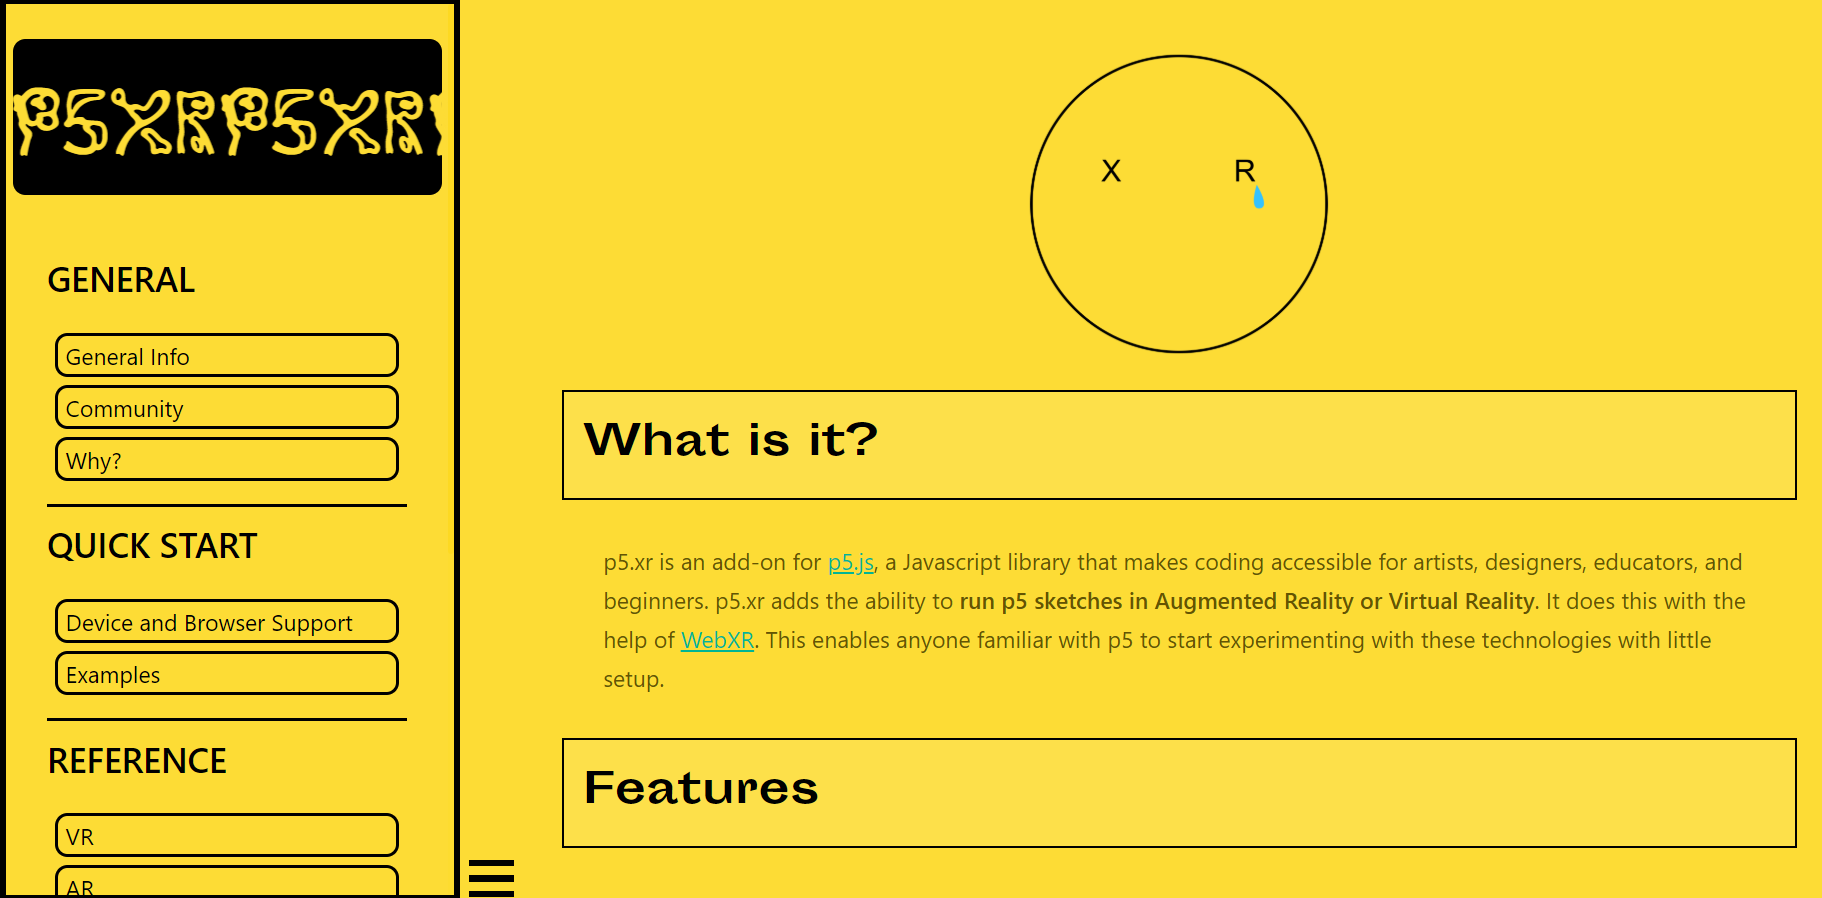 P5XRP5XR
GENERAL
General Info
Community
Why?
QUICK START
Device and Browser Support
Examples
REFERENCE
VR
AR
X R
What is it?
p5.xr is an add-on for p5.js, a Javascript library that makes coding accessible for artists, designers, educators, and
beginners. p5.xr adds the ability to run p5 sketches in Augmented Reality or Virtual Reality. It does this with the
help of WebXR. This enables anyone familiar with p5 to start experimenting with these technologies with little
setup.
Features